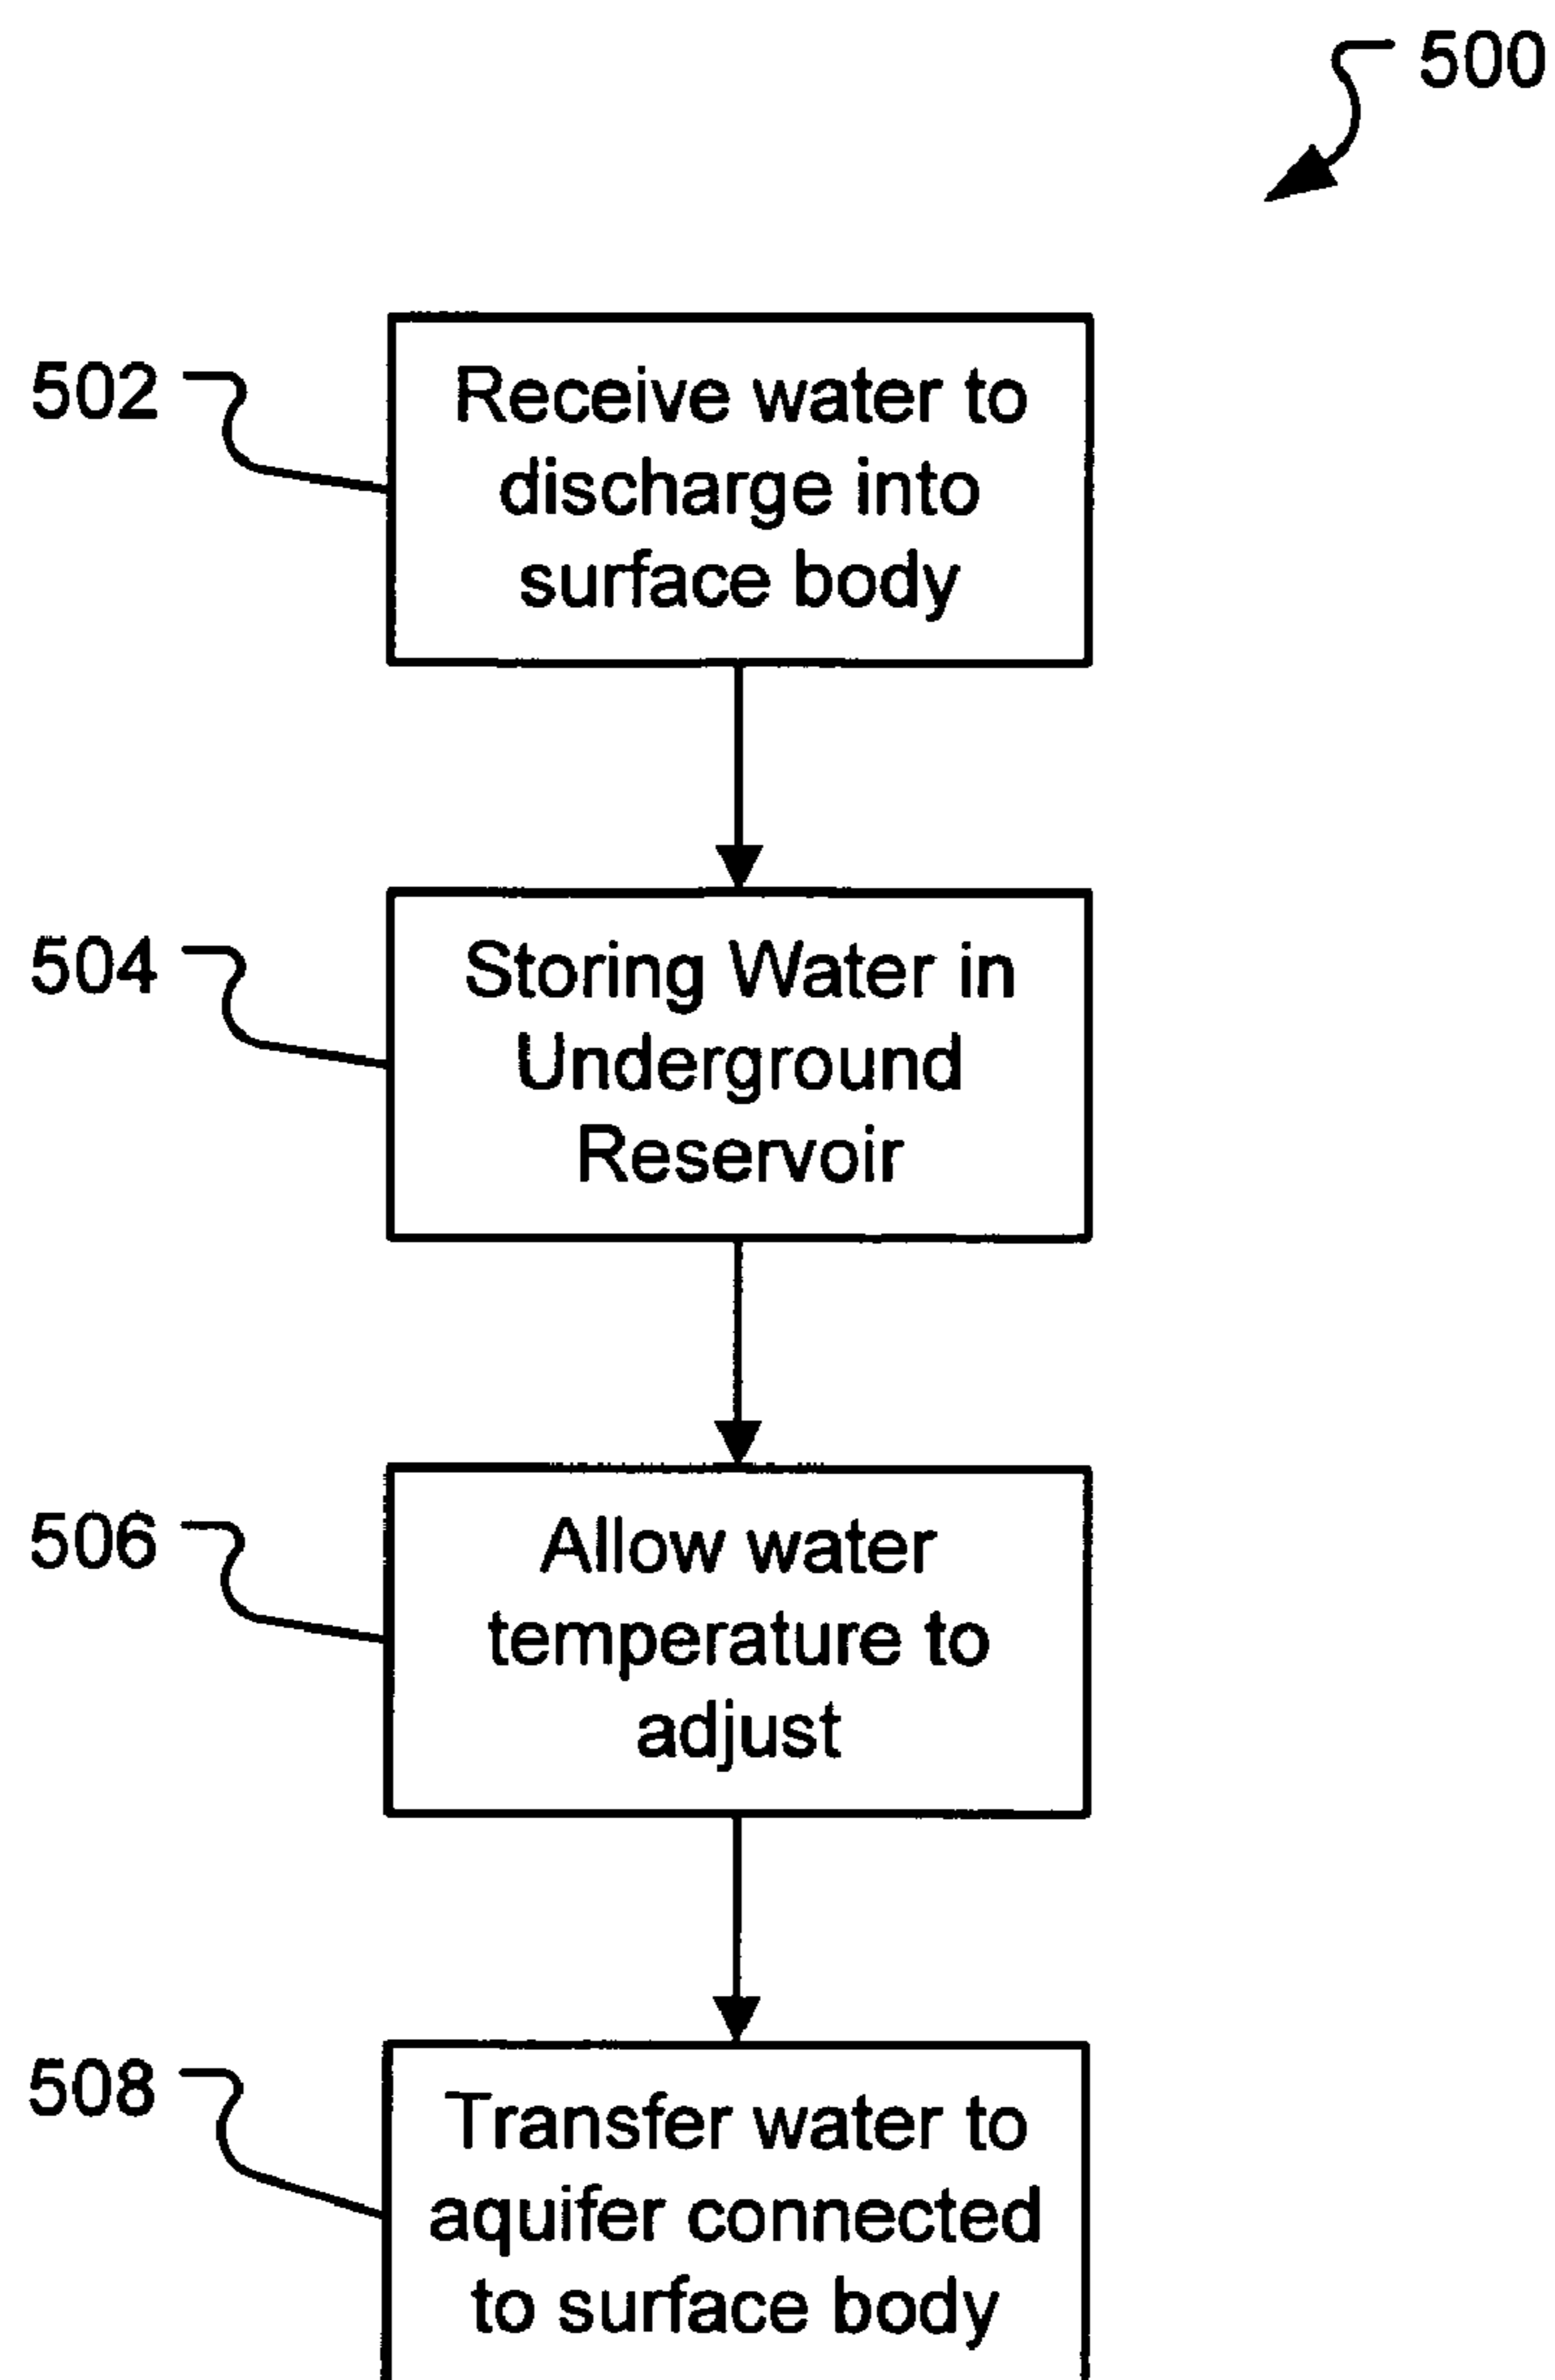 500
502
Receive water to
discharge into
surface body
504
Storing Water in
Underground
Reservoir
506
Allow water
temperature to
adjust
508
Transfer water to
aquifer connected
to surface body